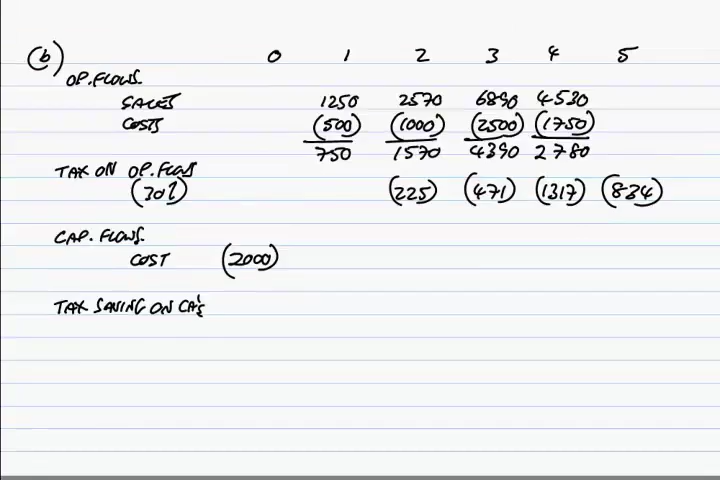 (b) 0 1 2 3 4 5
OP. FLOWS.
SALES 1250 2570 6890 4530
COSTS (500) (1000) (2500) (1750)
750 1570 4390 2780
TAX ON OP. FLOWS
(30%) (225) (471) (1317) (834)
CAP. FLOWS.
COST (2000)
TAX SAVING ON CA's